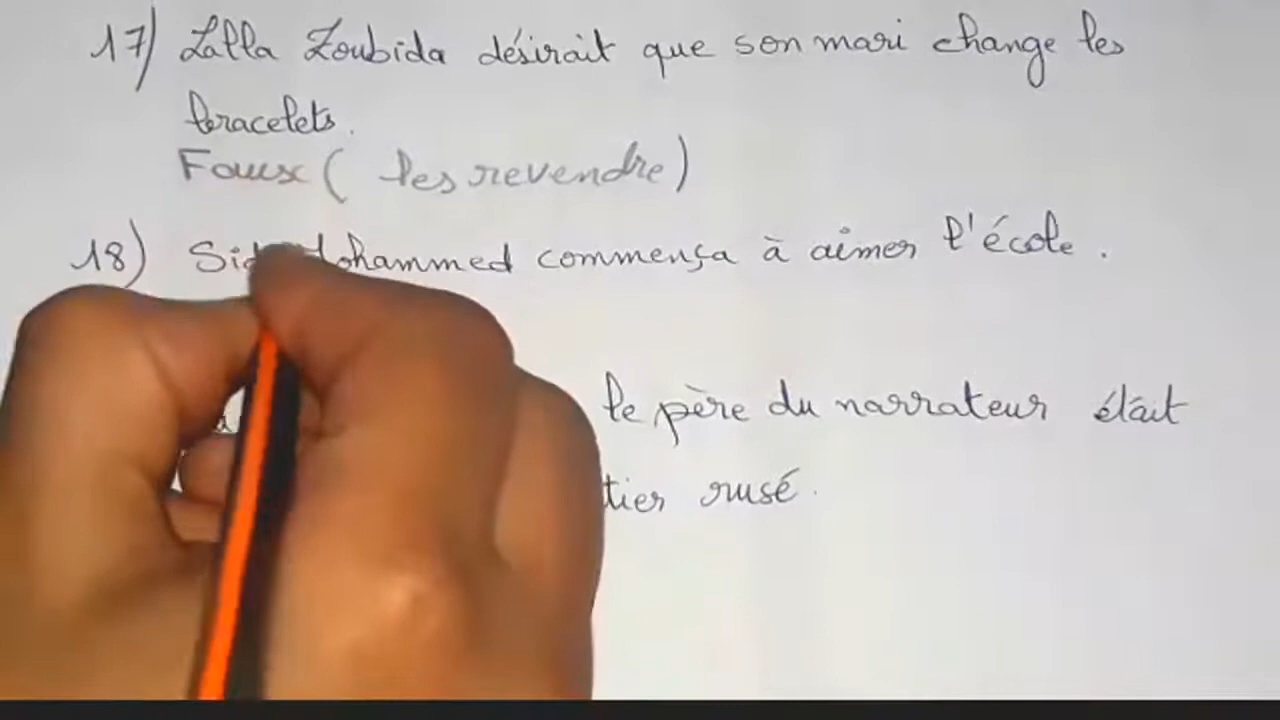 17) Lalla Zoubida désirait que son mari change les
bracelets.
Faux ( les revendre)
18) Mohammed commença à aimer l'école.
le père du narrateur était
rusé.